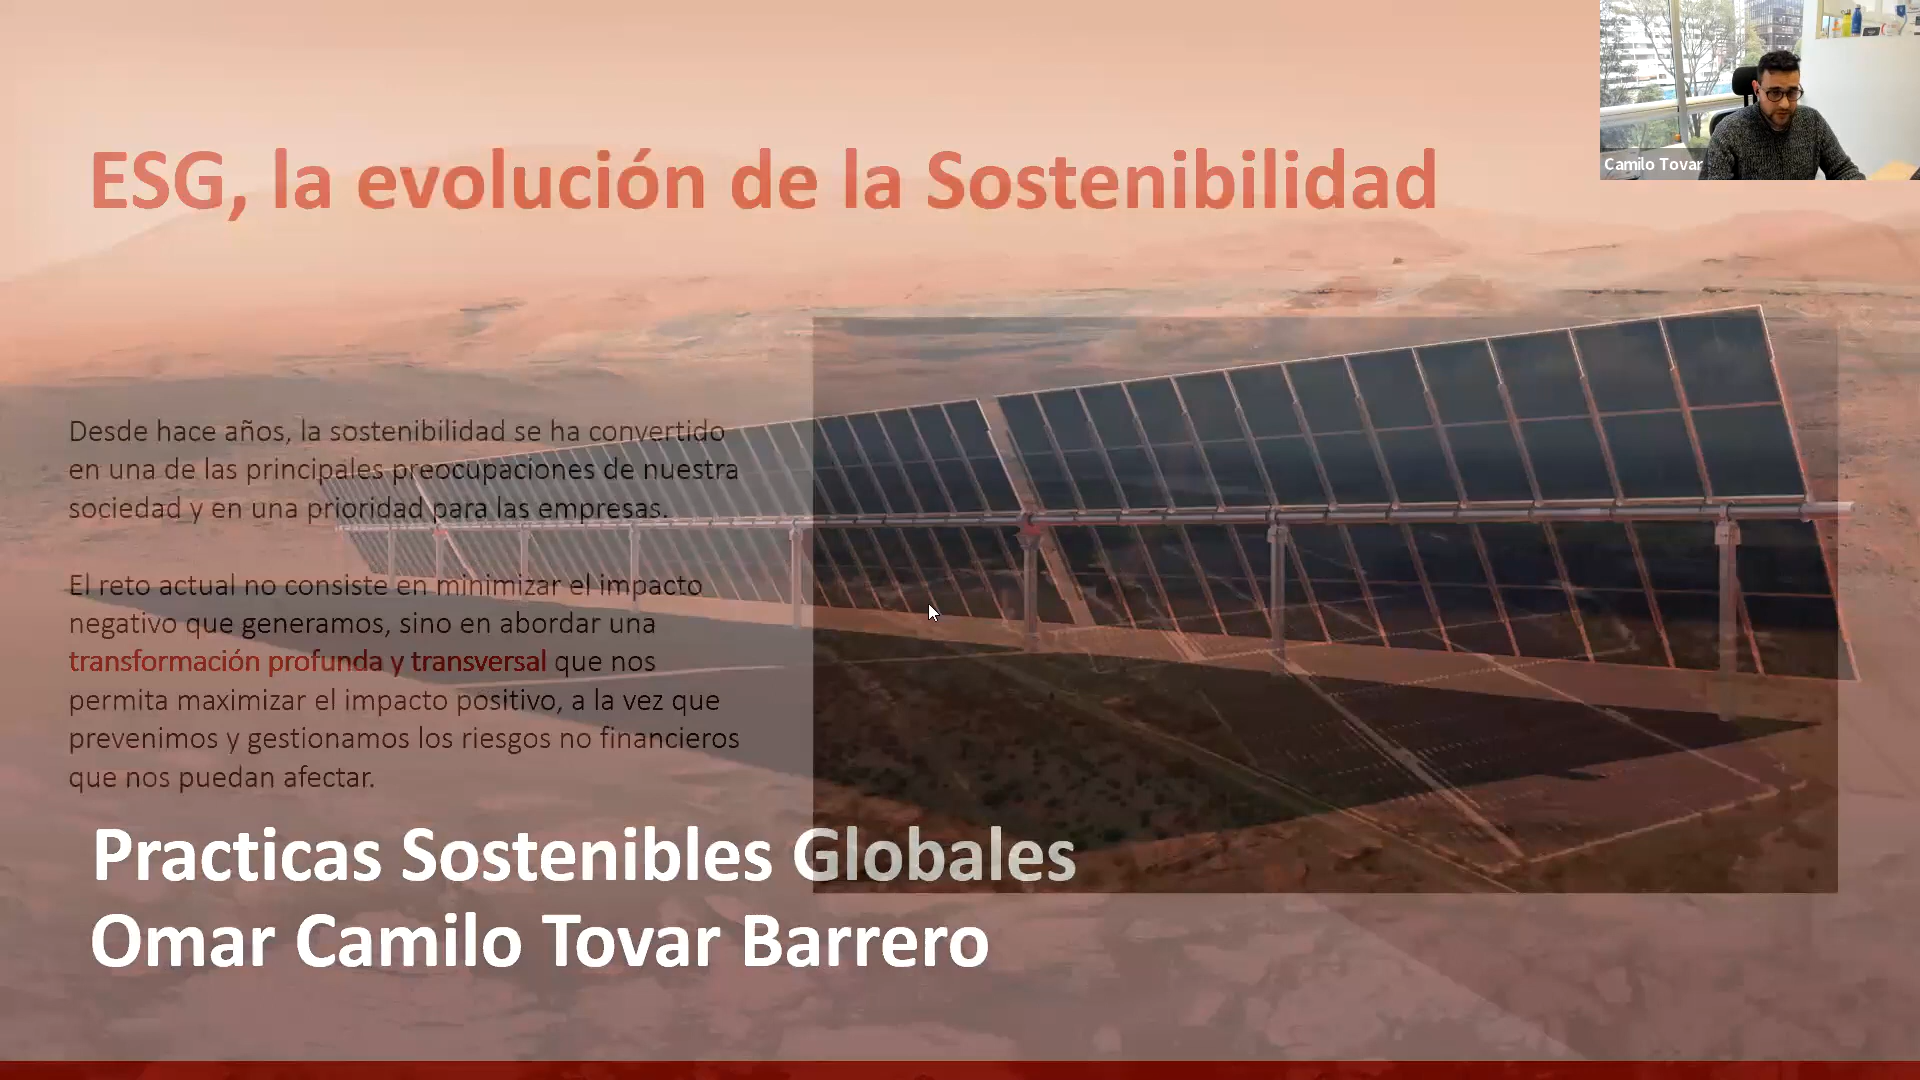 Camilo Tovar
ESG, la evolución de la Sostenibilidad
Desde hace años, la sostenibilidad se ha convertido
en una de las principales preocupaciones de nuestra
sociedad y en una prioridad para las empresas.
El reto actual no consiste en minimizar el impacto
negativo que generamos, sino en abordar una
transformación profunda y transversal que nos
permita maximizar el impacto positivo, a la vez que
prevenimos y gestionamos los riesgos no financieros
que nos puedan afectar.
Practicas Sostenibles Globales
Omar Camilo Tovar Barrero